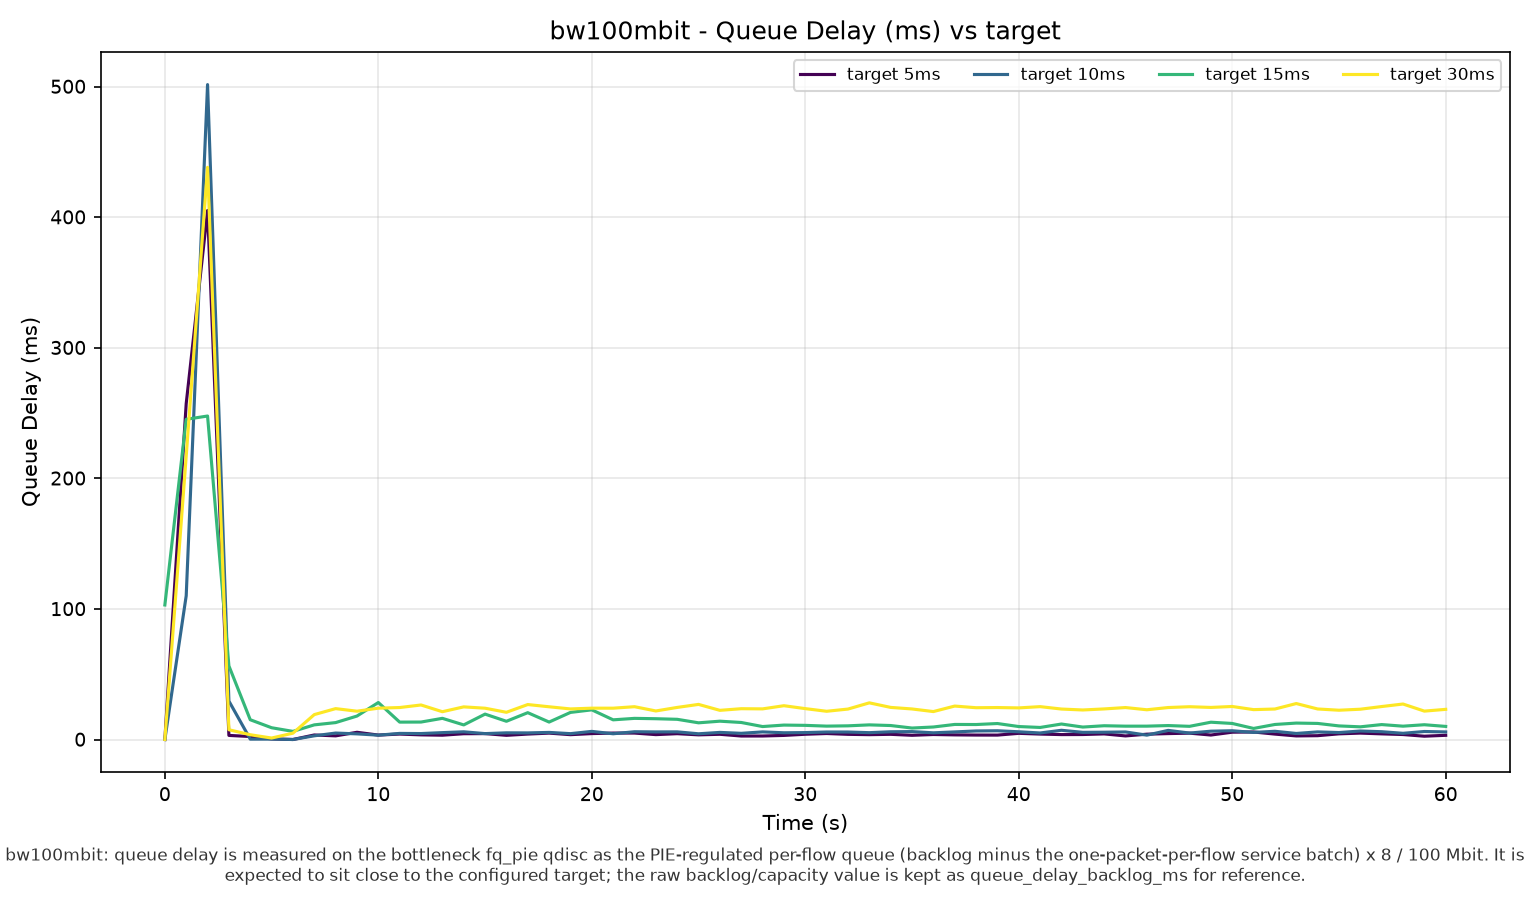 bw100mbit - Queue Delay (ms) vs target
target 5ms target 10ms target 15ms target 30ms
Queue Delay (ms)
500
400
300
200
100
0
0 10 20 30 40 50 60
Time (s)
bw100mbit: queue delay is measured on the bottleneck fq_pie qdisc as the PIE-regulated per-flow queue (backlog minus the one-packet-per-flow service batch) x 8 / 100 Mbit. It is
expected to sit close to the configured target; the raw backlog/capacity value is kept as queue_delay_backlog_ms for reference.